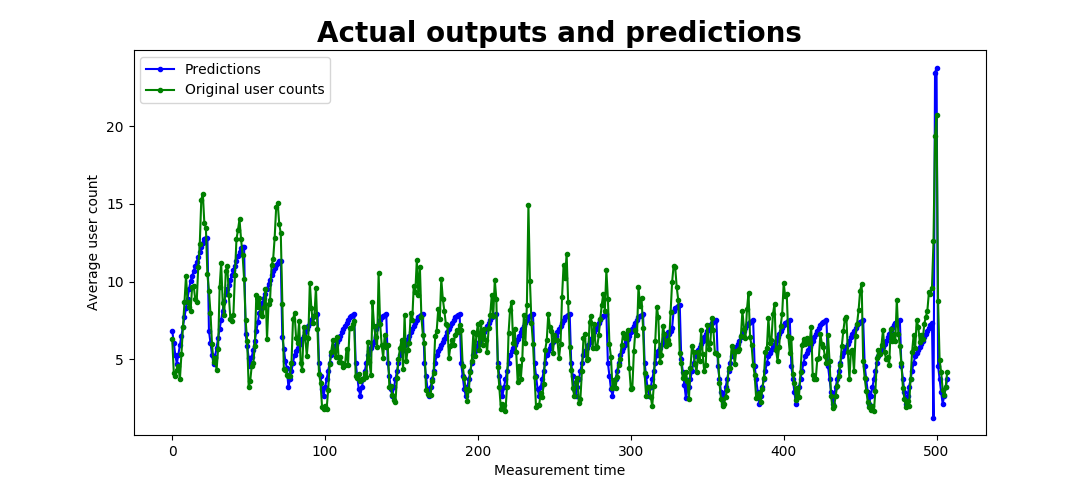 Actual outputs and predictions
Predictions
Original user counts
Average user count
20
15
10
5
0
100
200
300
400
500
Measurement time